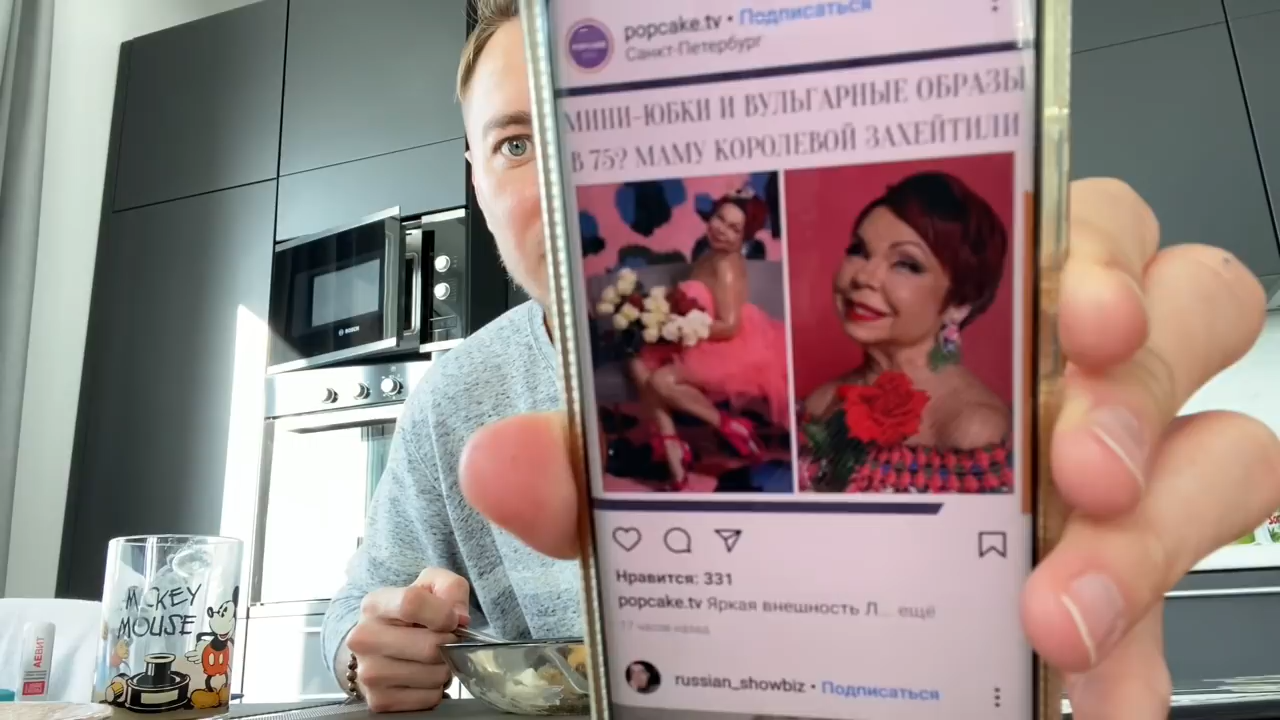 popcake.tv • Подписаться
Санкт-Петербург
МИНИ-ЮБКИ И ВУЛЬГАРНЫЕ ОБРАЗЫ
В 75? МАМУ КОРОЛЕВОЙ ЗАХЕЙТИЛИ
Нравится: 331
popcake.tv Яркая внешность Л... ещё
17 часов назад
russian_showbiz • Подписаться
BOSCH
MICKEY
MOUSE
АЕВИТ